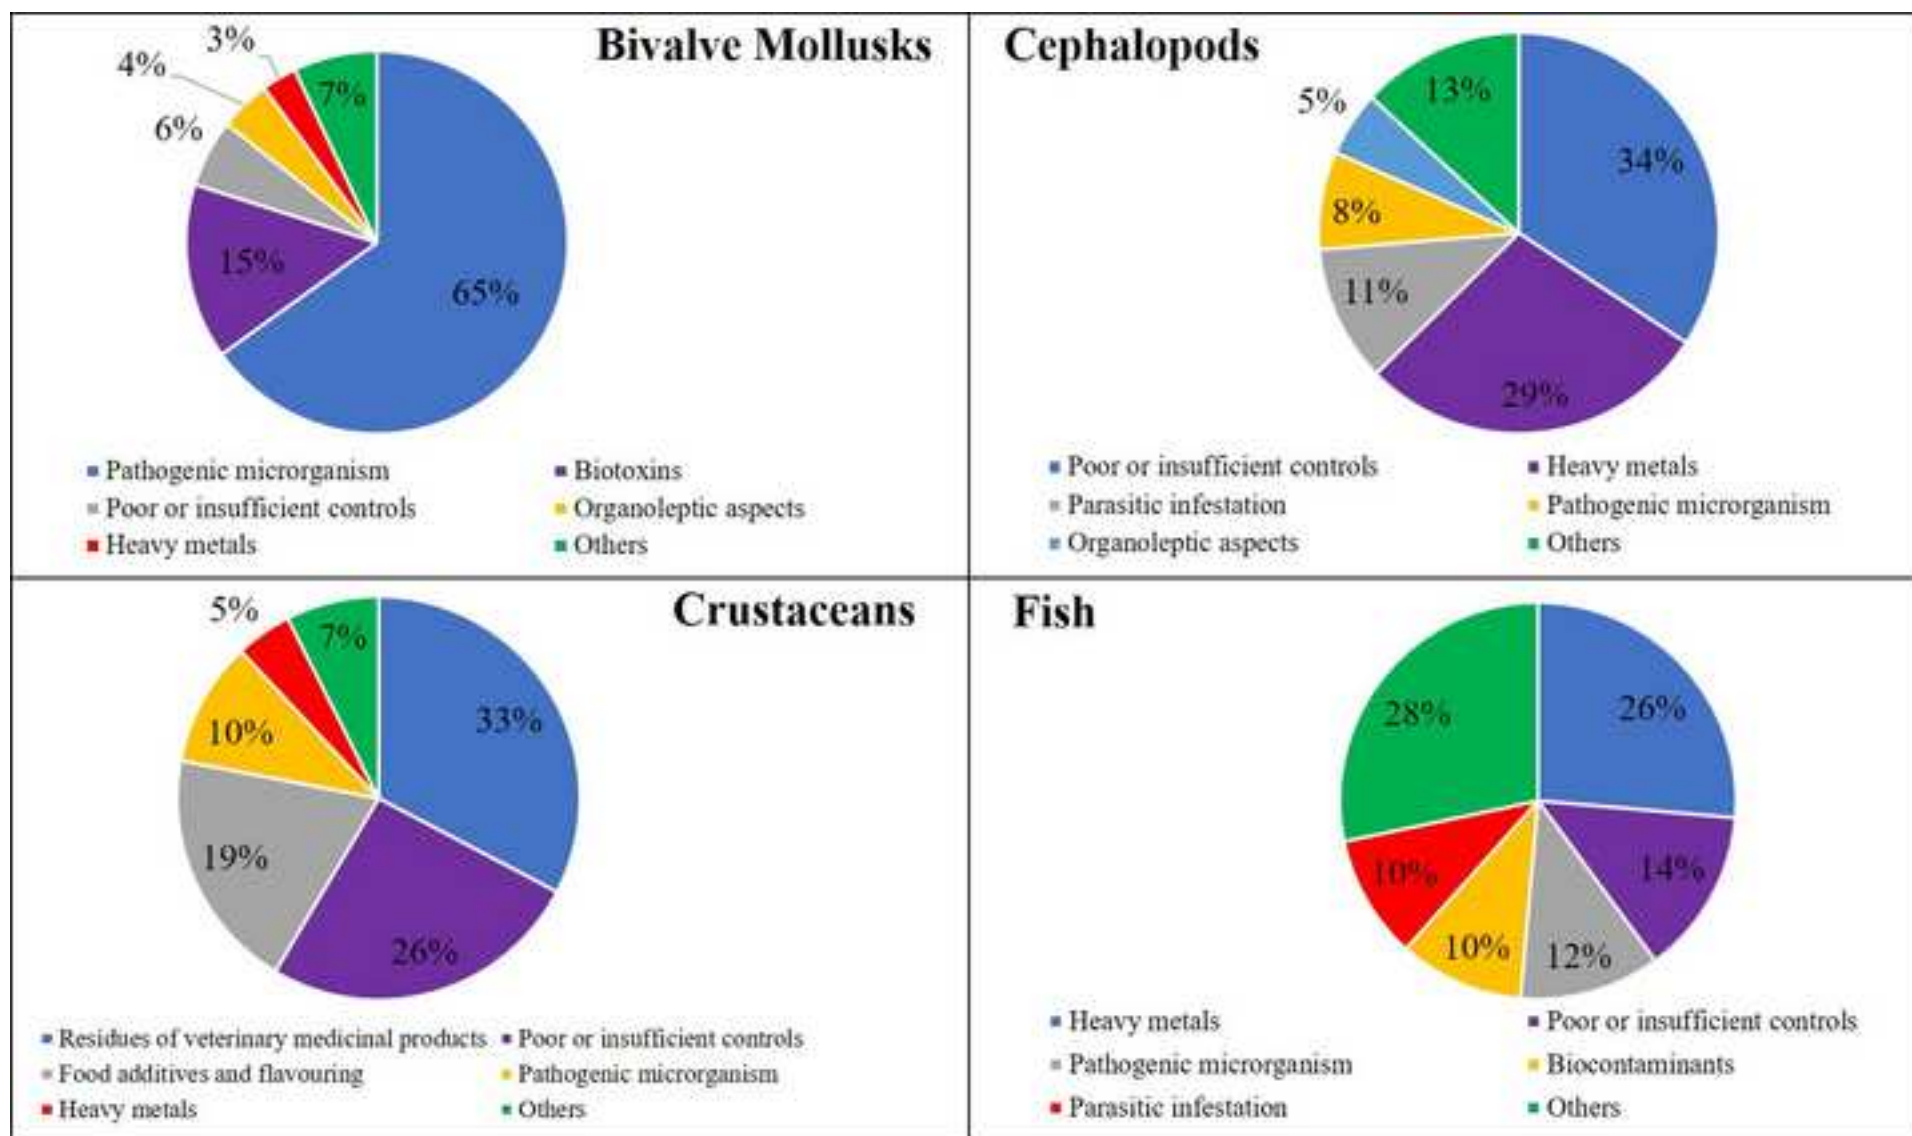 Bivalve Mollusks
3%
4%
7%
6%
15%
65%
Pathogenic microrganism
Biotoxins
Poor or insufficient controls
Organoleptic aspects
Heavy metals
Others
Cephalopods
13%
5%
34%
8%
11%
29%
Poor or insufficient controls
Heavy metals
Parasitic infestation
Pathogenic microrganism
Organoleptic aspects
Others
Crustaceans
5%
7%
33%
10%
19%
26%
Residues of veterinary medicinal products
Poor or insufficient controls
Food additives and flavouring
Pathogenic microrganism
Heavy metals
Others
Fish
28%
26%
10%
14%
10%
12%
Heavy metals
Poor or insufficient controls
Pathogenic microrganism
Biocontaminants
Parasitic infestation
Others